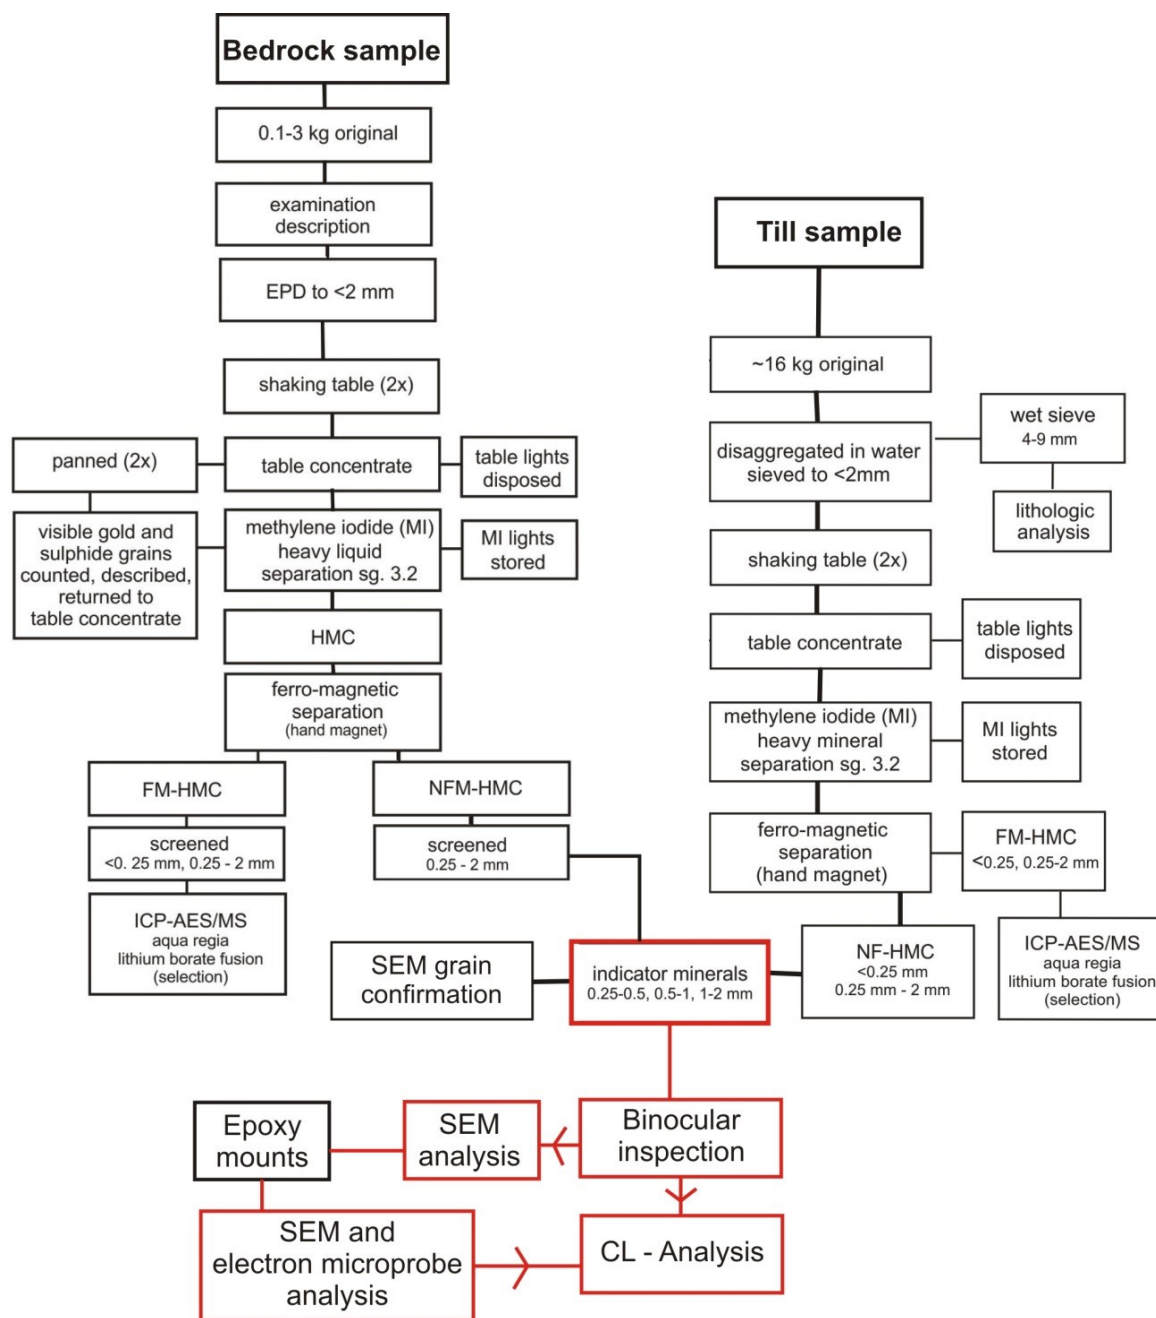 Bedrock sample
0.1-3 kg original
examination
description
EPD to <2 mm
shaking table (2x)
panned (2x)
table concentrate
table lights
disposed
visible gold and
sulphide grains
counted, described,
returned to
table concentrate
methylene iodide (MI)
heavy liquid
separation sg. 3.2
MI lights
stored
HMC
ferro-magnetic
separation
(hand magnet)
FM-HMC
NFM-HMC
screened
<0. 25 mm, 0.25 - 2 mm
screened
0.25 - 2 mm
ICP-AES/MS
aqua regia
lithium borate fusion
(selection)
Till sample
~16 kg original
disaggregated in water
sieved to <2mm
wet sieve
4-9 mm
lithologic
analysis
shaking table (2x)
table concentrate
table lights
disposed
methylene iodide (MI)
heavy mineral
separation sg. 3.2
MI lights
stored
ferro-magnetic
separation
(hand magnet)
FM-HMC
<0.25, 0.25-2 mm
NF-HMC
<0.25 mm
0.25 mm - 2 mm
ICP-AES/MS
aqua regia
lithium borate fusion
(selection)
SEM grain
confirmation
indicator minerals
0.25-0.5, 0.5-1, 1-2 mm
Binocular
inspection
SEM
analysis
Epoxy
mounts
SEM and
electron microprobe
analysis
CL - Analysis